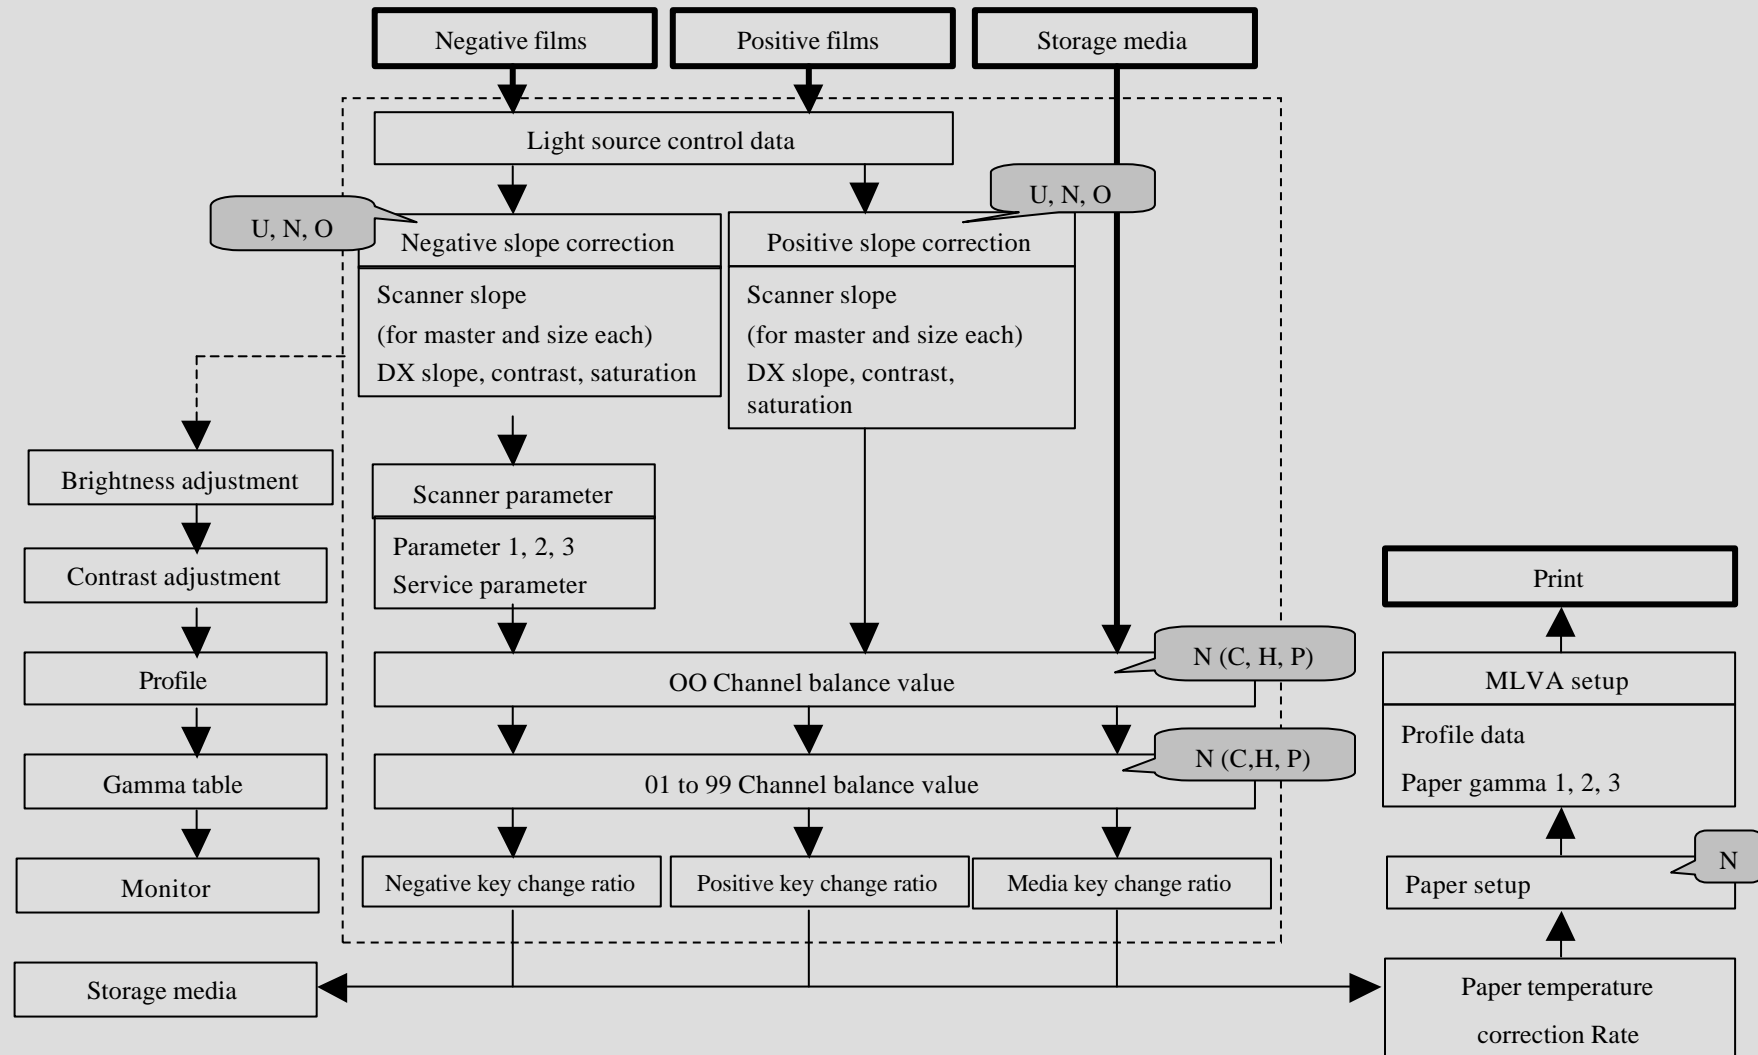 Negative films
Positive films
Storage media
Light source control data
U, N, O
U, N, O
Negative slope correction
Scanner slope
(for master and size each)
DX slope, contrast, saturation
Positive slope correction
Scanner slope
(for master and size each)
DX slope, contrast,
saturation
Brightness adjustment
Contrast adjustment
Profile
Gamma table
Monitor
Scanner parameter
Parameter 1, 2, 3
Service parameter
N (C, H, P)
OO Channel balance value
N (C,H, P)
01 to 99 Channel balance value
Negative key change ratio
Positive key change ratio
Media key change ratio
Storage media
Print
MLVA setup
Profile data
Paper gamma 1, 2, 3
N
Paper setup
Paper temperature
correction Rate